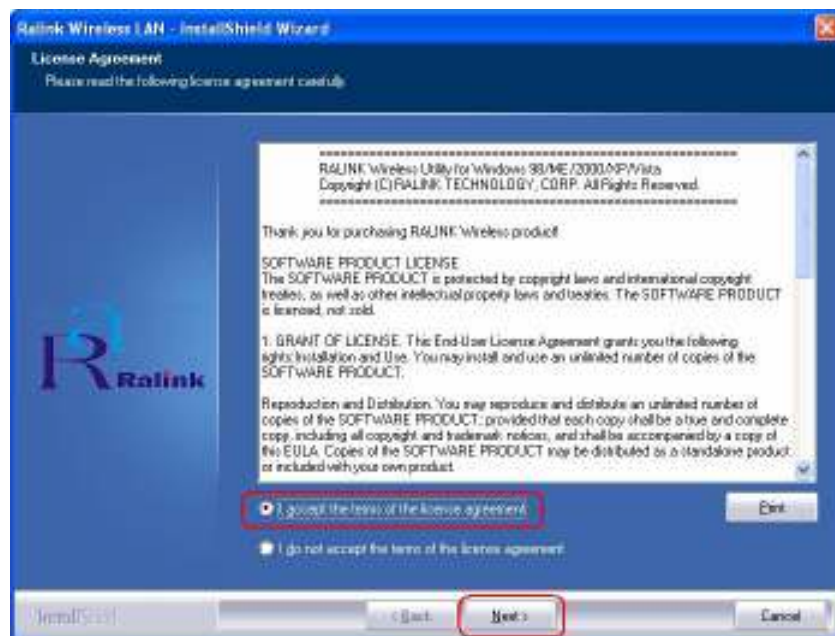 Ralink Wireless LAN - InstallShield Wizard
License Agreement
Please read the following license agreement carefully.
RALINK Wireless Utility for Windows 98/ME/2000/XP/Vista
Copyright (C) RALINK TECHNOLOGY, CORP. All Rights Reserved.
Thank you for purchasing RALINK Wireless product!
SOFTWARE PRODUCT LICENSE
The SOFTWARE PRODUCT is protected by copyright laws and international copyright
treaties, as well as other intellectual property laws and treaties. The SOFTWARE PRODUCT
is licensed, not sold.
1. GRANT OF LICENSE. This End-User License Agreement grants you the following
rights: Installation and Use. You may install and use an unlimited number of copies of the
SOFTWARE PRODUCT.
Reproduction and Distribution. You may reproduce and distribute an unlimited number of
copies of the SOFTWARE PRODUCT; provided that each copy shall be a true and complete
copy, including all copyright and trademark notices, and shall be accompanied by a copy of
this EULA. Copies of the SOFTWARE PRODUCT may be distributed as a standalone product
or included with your own product.
Ralink
I accept the terms of the license agreement
Print
I do not accept the terms of the license agreement
InstallShield
< Back
Next >
Cancel